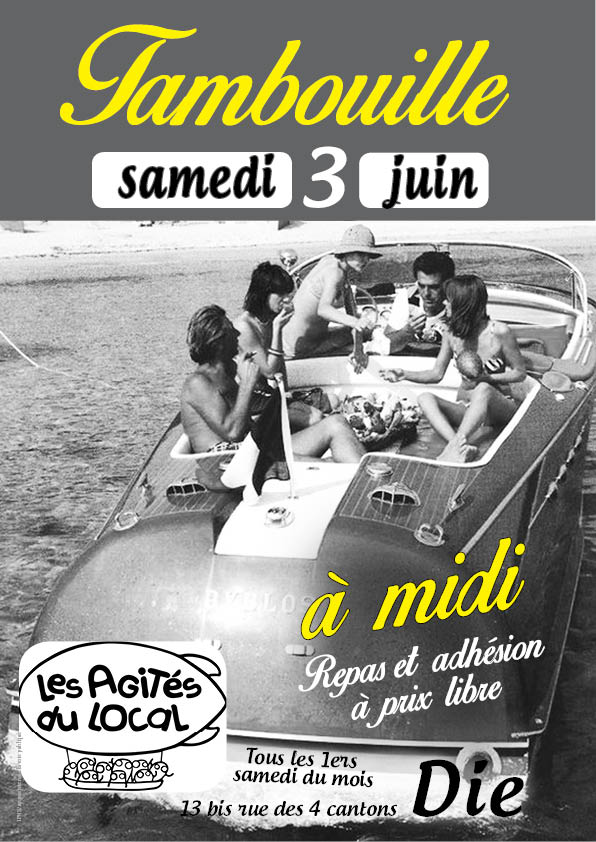 Tambouille
samedi 3 juin
à midi
Repas et adhésion
à prix libre
Les Agités
du Local
Tous les 1ers
samedi du mois
13 bis rue des 4 cantons
Die